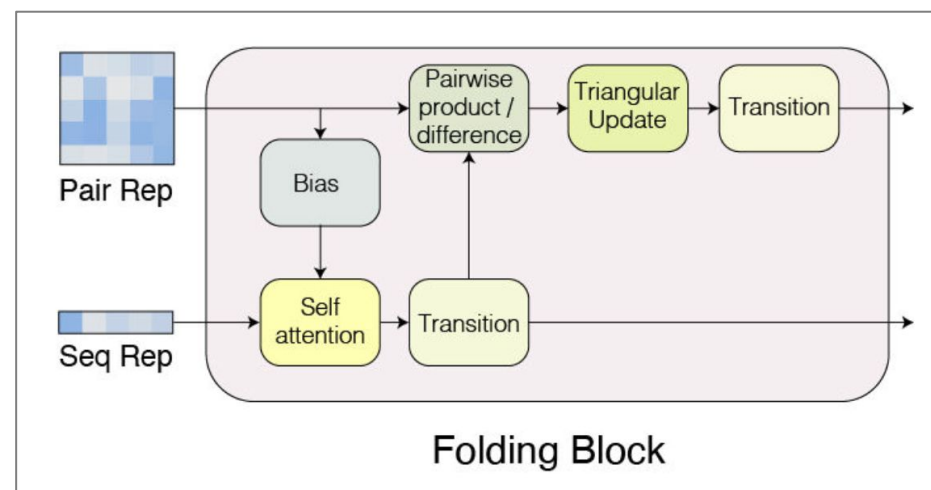 Pair Rep
Pairwise
product /
difference
Triangular
Update
Transition
Bias
Seq Rep
Self
attention
Transition
Folding Block